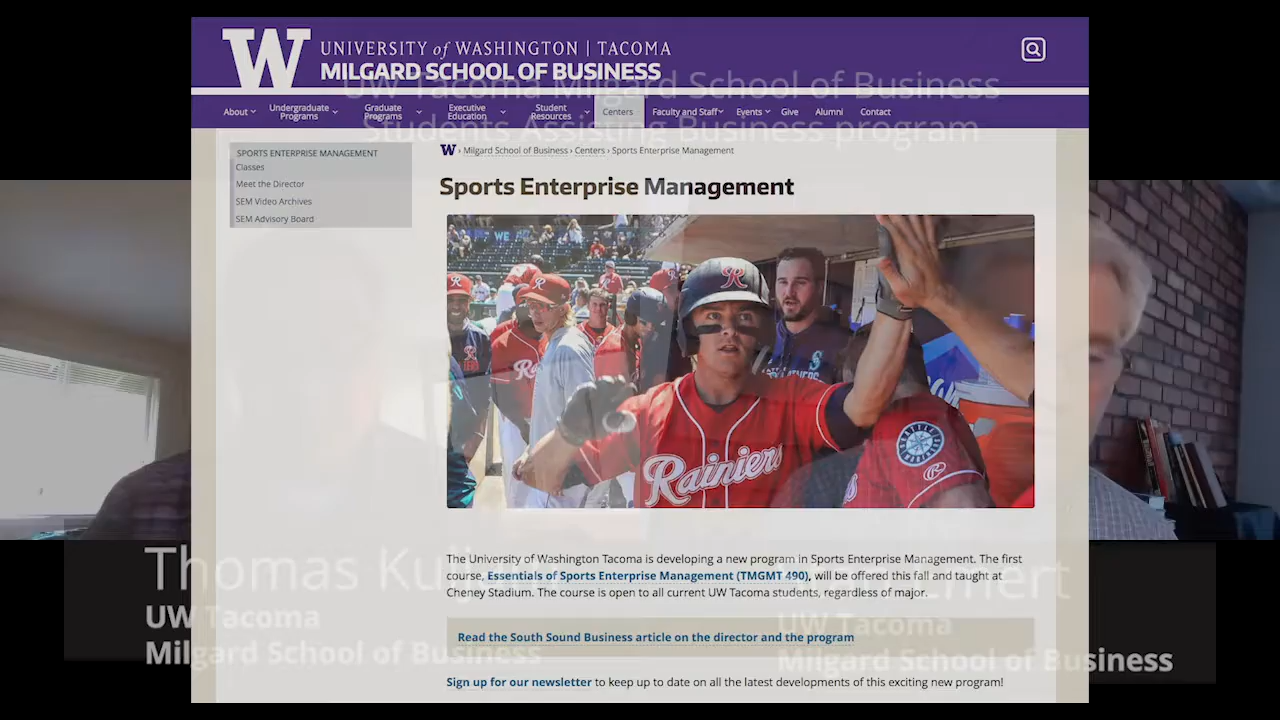 W
UNIVERSITY of WASHINGTON | TACOMA
MILGARD SCHOOL OF BUSINESS
UW Tacoma Milgard School of Business
Students Assisting Business program
About
Undergraduate Programs
Graduate Programs
Executive Education
Student Resources
Centers
Faculty and Staff
Events
Give
Alumni
Contact
SPORTS ENTERPRISE MANAGEMENT
Classes
Meet the Director
SEM Video Archives
SEM Advisory Board
W › Milgard School of Business › Centers › Sports Enterprise Management
Sports Enterprise Management
WE
R
Rainiers
SEATTLE
The University of Washington Tacoma is developing a new program in Sports Enterprise Management. The first
course, Essentials of Sports Enterprise Management (TMGMT 490), will be offered this fall and taught at
Cheney Stadium. The course is open to all current UW Tacoma students, regardless of major.
Read the South Sound Business article on the director and the program
Sign up for our newsletter to keep up to date on all the latest developments of this exciting new program!
Thomas
UW Tacoma
Milgard School of Business
UW Tacoma
Milgard School of Business